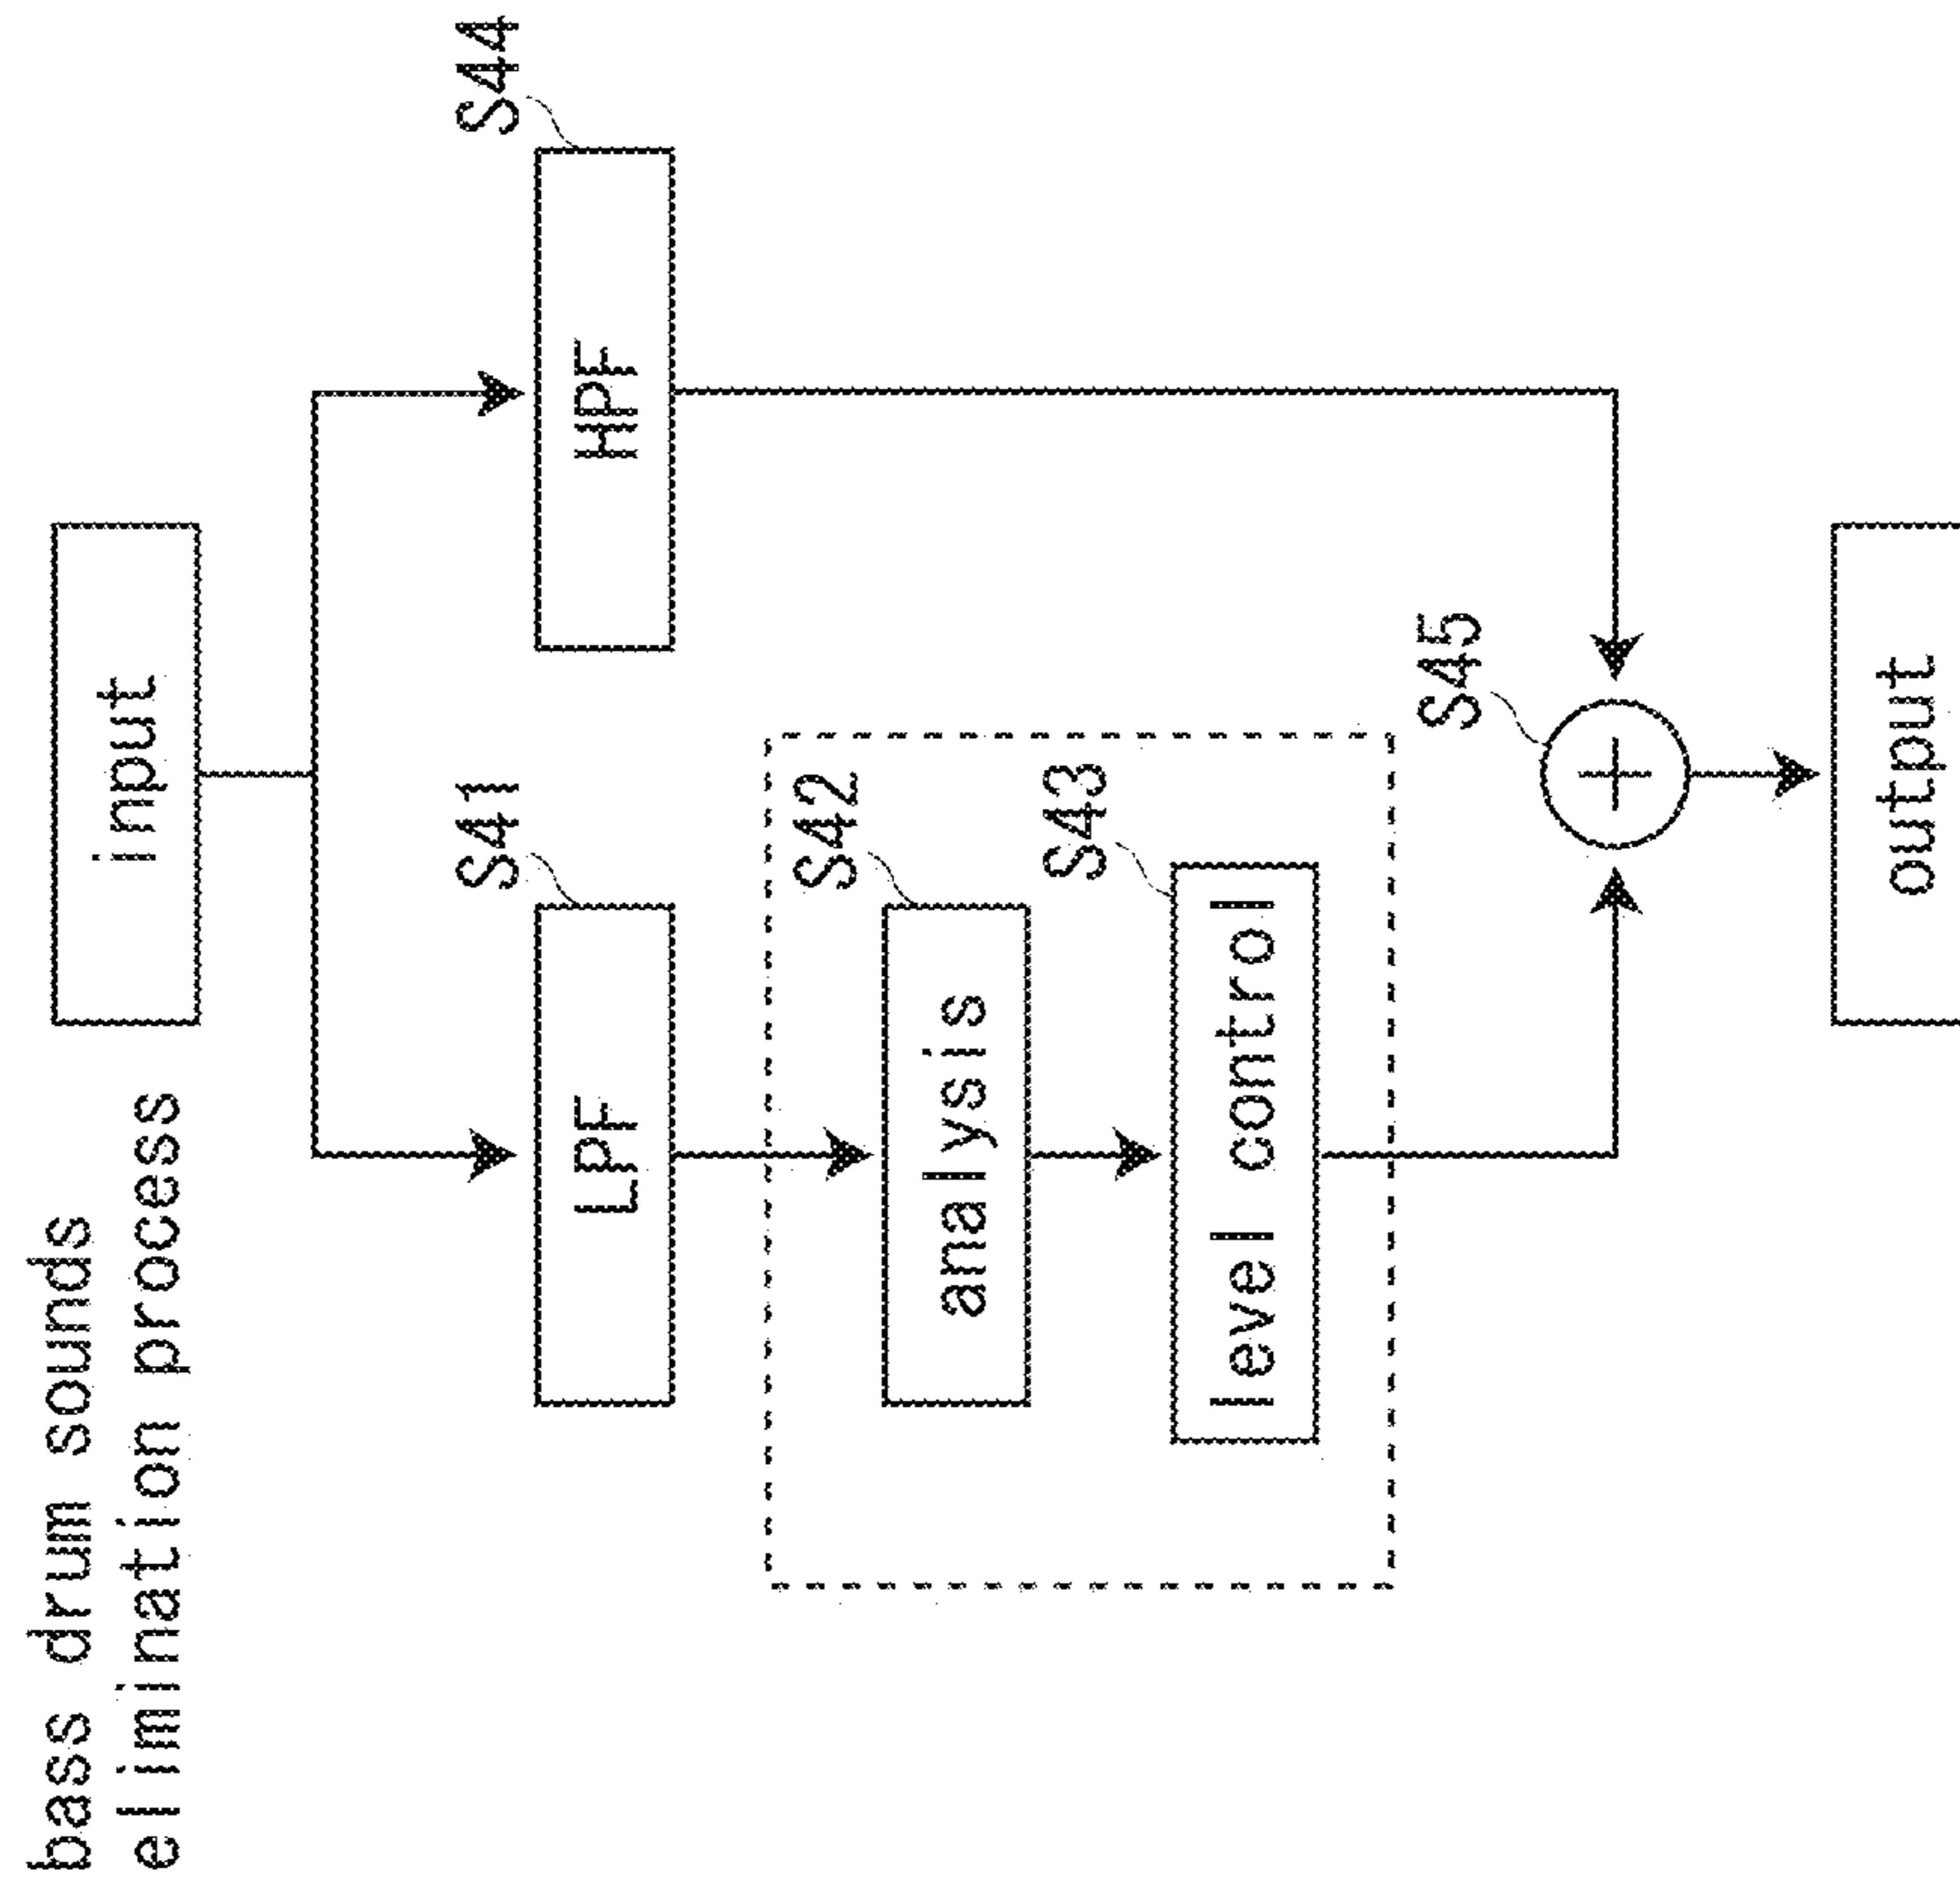 bass drum sounds
elimination process
input
LPF
S41
HPF
S44
analysis
S42
level control
S43
+
S45
output